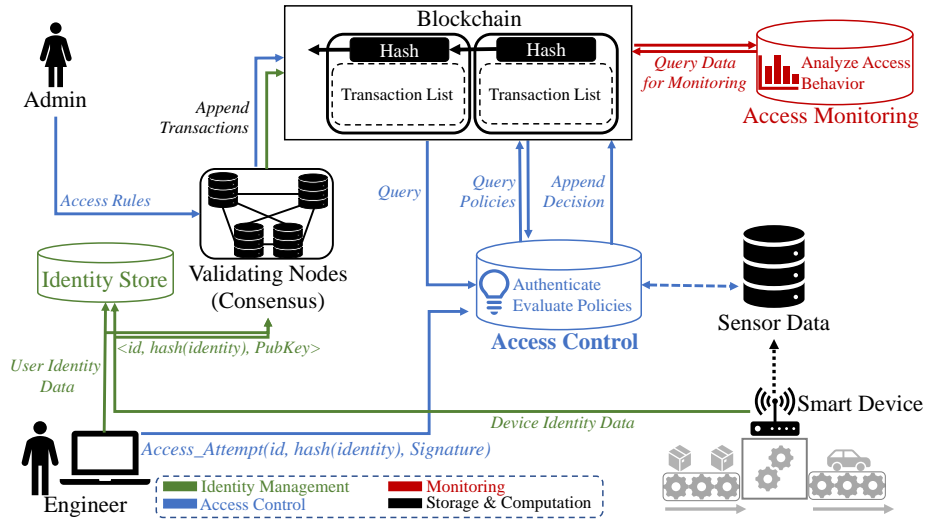 Blockchain
Hash
Hash
Transaction List
Transaction List
Admin
Append
Transactions
Query Data
for Monitoring
Analyze Access
Behavior
Access Monitoring
Access Rules
Query
Query
Policies
Append
Decision
Identity Store
Validating Nodes
(Consensus)
Authenticate
Evaluate Policies
Access Control
Sensor Data
<id, hash(identity), PubKey>
User Identity
Data
Device Identity Data
Smart Device
Access_Attempt(id, hash(identity), Signature)
Engineer
Identity Management
Monitoring
Access Control
Storage & Computation